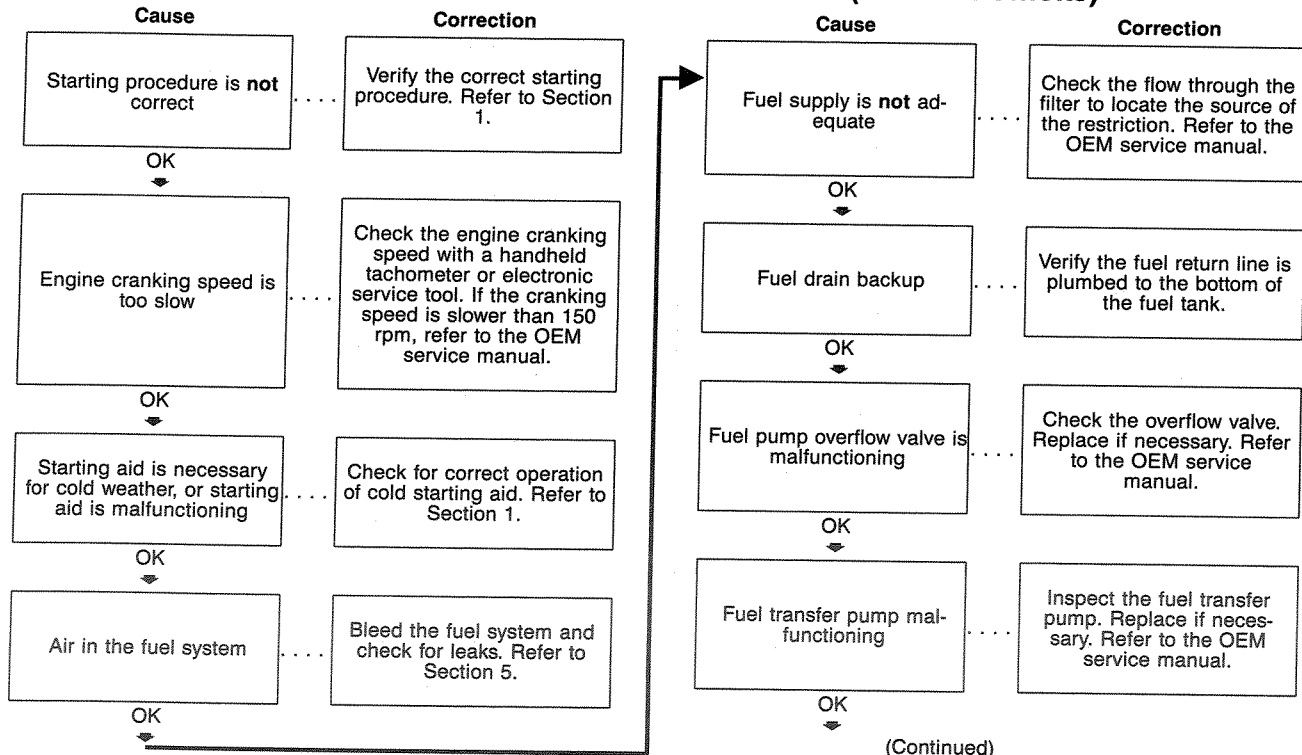 Cause
Correction
Starting procedure is not
correct
. . . .
Verify the correct starting
procedure. Refer to Section
1.
OK
Engine cranking speed is
too slow
. . . .
Check the engine cranking
speed with a handheld
tachometer or electronic
service tool. If the cranking
speed is slower than 150
rpm, refer to the OEM
service manual.
OK
Starting aid is necessary
for cold weather, or starting
aid is malfunctioning
. . . .
Check for correct operation
of cold starting aid. Refer to
Section 1.
OK
Air in the fuel system
. . . .
Bleed the fuel system and
check for leaks. Refer to
Section 5.
OK
Cause
Correction
Fuel supply is not ad-
equate
. . . .
Check the flow through the
filter to locate the source of
the restriction. Refer to the
OEM service manual.
OK
Fuel drain backup
. . . .
Verify the fuel return line is
plumbed to the bottom of
the fuel tank.
OK
Fuel pump overflow valve is
malfunctioning
. . . .
Check the overflow valve.
Replace if necessary. Refer
to the OEM service
manual.
OK
Fuel transfer pump mal-
functioning
. . . .
Inspect the fuel transfer
pump. Replace if neces-
sary. Refer to the OEM
service manual.
OK
(Continued)